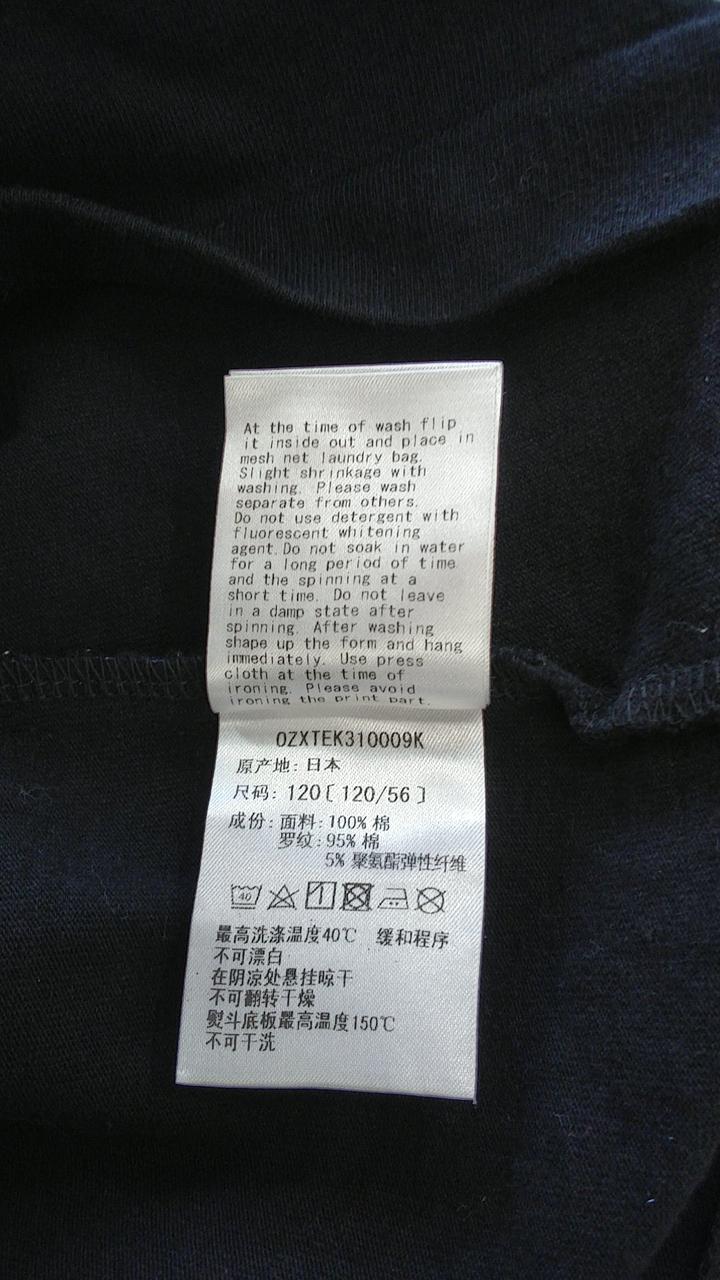 At the time of wash flip
it inside out and place in
mesh net laundry bag.
Slight shrinkage with
washing. Please wash
separate from others.
Do not use detergent with
fluorescent whitening
agent. Do not soak in water
for a long period of time
and the spinning at a
short time. Do not leave
in a damp state after
spinning. After washing
shape up the form and hang
immediately. Use press
cloth at the time of
ironing. Please avoid
ironing the print part.
OZXTEK310009K
原产地: 日本
尺码: 120〔120/56〕
成份: 面料: 100% 棉
罗纹: 95% 棉
5% 聚氨酯弹性纤维
40
最高洗涤温度40℃ 缓和程序
不可漂白
在阴凉处悬挂晾干
不可翻转干燥
熨斗底板最高温度150℃
不可干洗